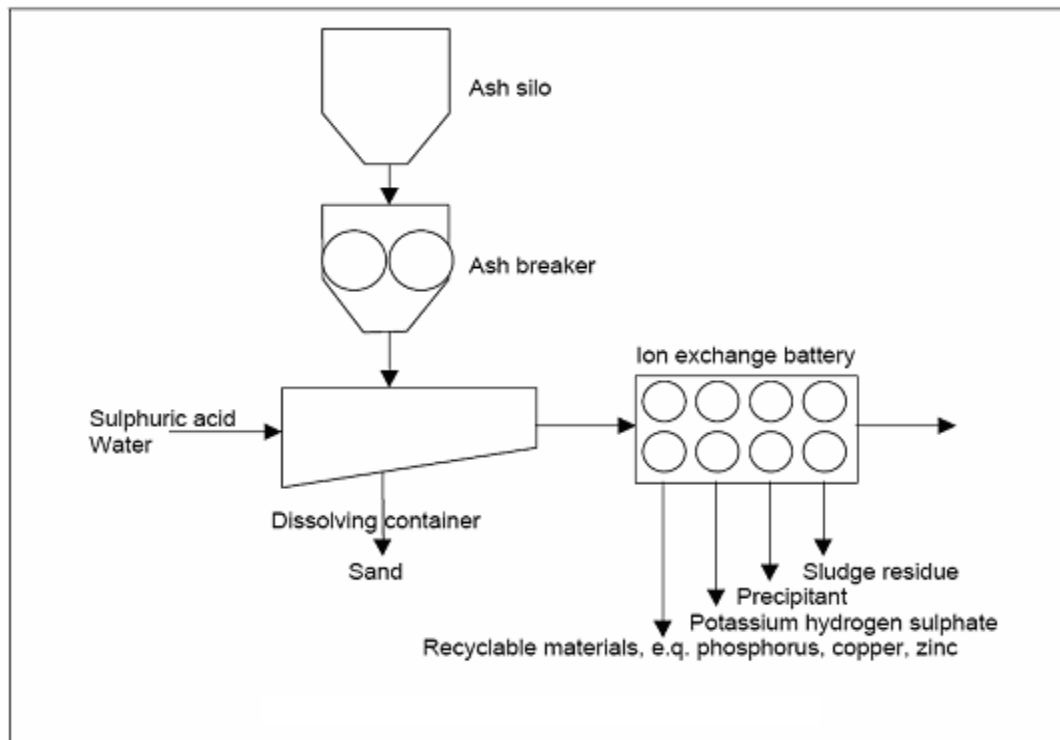 Ash silo
Ash breaker
Ion exchange battery
Sulphuric acid
Water
Dissolving container
Sand
Sludge residue
Precipitant
Potassium hydrogen sulphate
Recyclable materials, e.q. phosphorus, copper, zinc